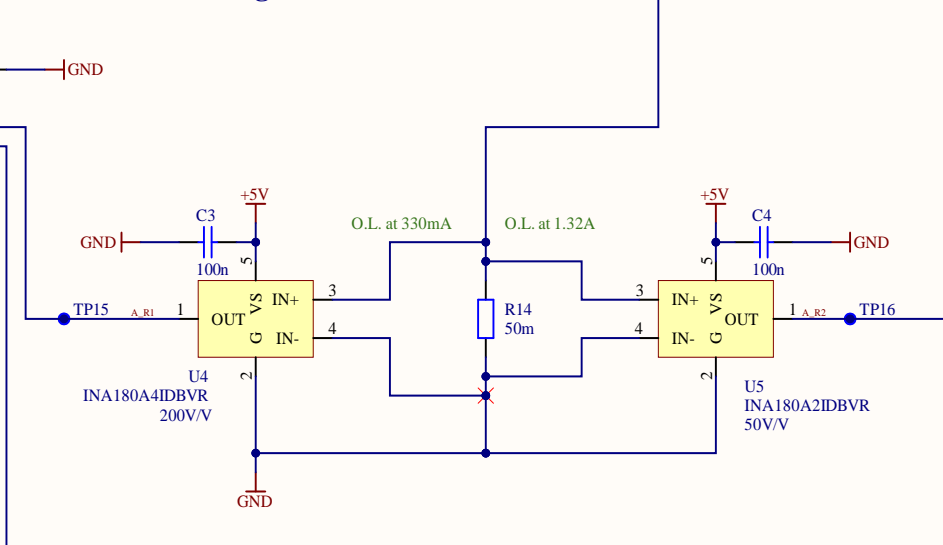 GND
+5V
+5V
C3
C4
O.L. at 330mA
O.L. at 1.32A
GND
GND
100n
100n
5
5
3
3
TP15
A_R1
1
OUT
VS
IN+
R14
IN+
VS
OUT
1
A_R2
TP16
50m
4
4
G
IN-
IN-
G
2
2
U4
U5
INA180A4IDBVR
INA180A2IDBVR
200V/V
50V/V
GND